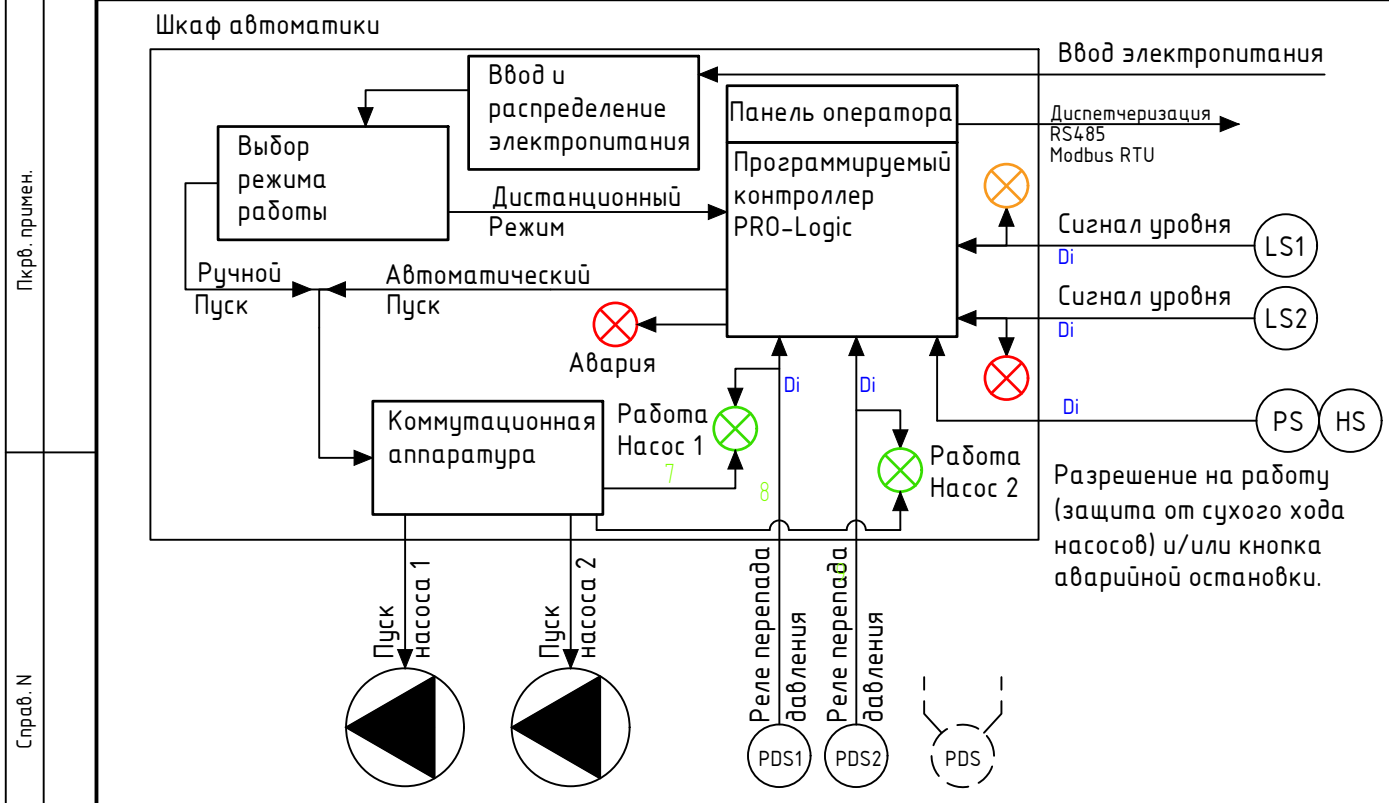 Шкаф автоматики
Ввод электропитания
Ввод и
распределение
электропитания
Панель оператора
Диспетчеризация
RS485
Modbus RTU
Выбор
режима
работы
Программируемый
контроллер
PRO-Logic
Дистанционный
Режим
Сигнал уровня
Di
LS1
Ручной
Пуск
Автоматический
Пуск
Сигнал уровня
Di
LS2
Авария
Di
Di
Di
PS
HS
Коммутационная
аппаратура
Работа
Насос 1
7
8
Работа
Насос 2
Разрешение на работу
(защита от сухого хода
насосов) и/или кнопка
аварийной остановки.
Пуск
насоса 1
Пуск
насоса 2
Реле перепада
давления
Реле перепада
давления
PDS1
PDS2
PDS
Пкрв. примен.
Справ. N